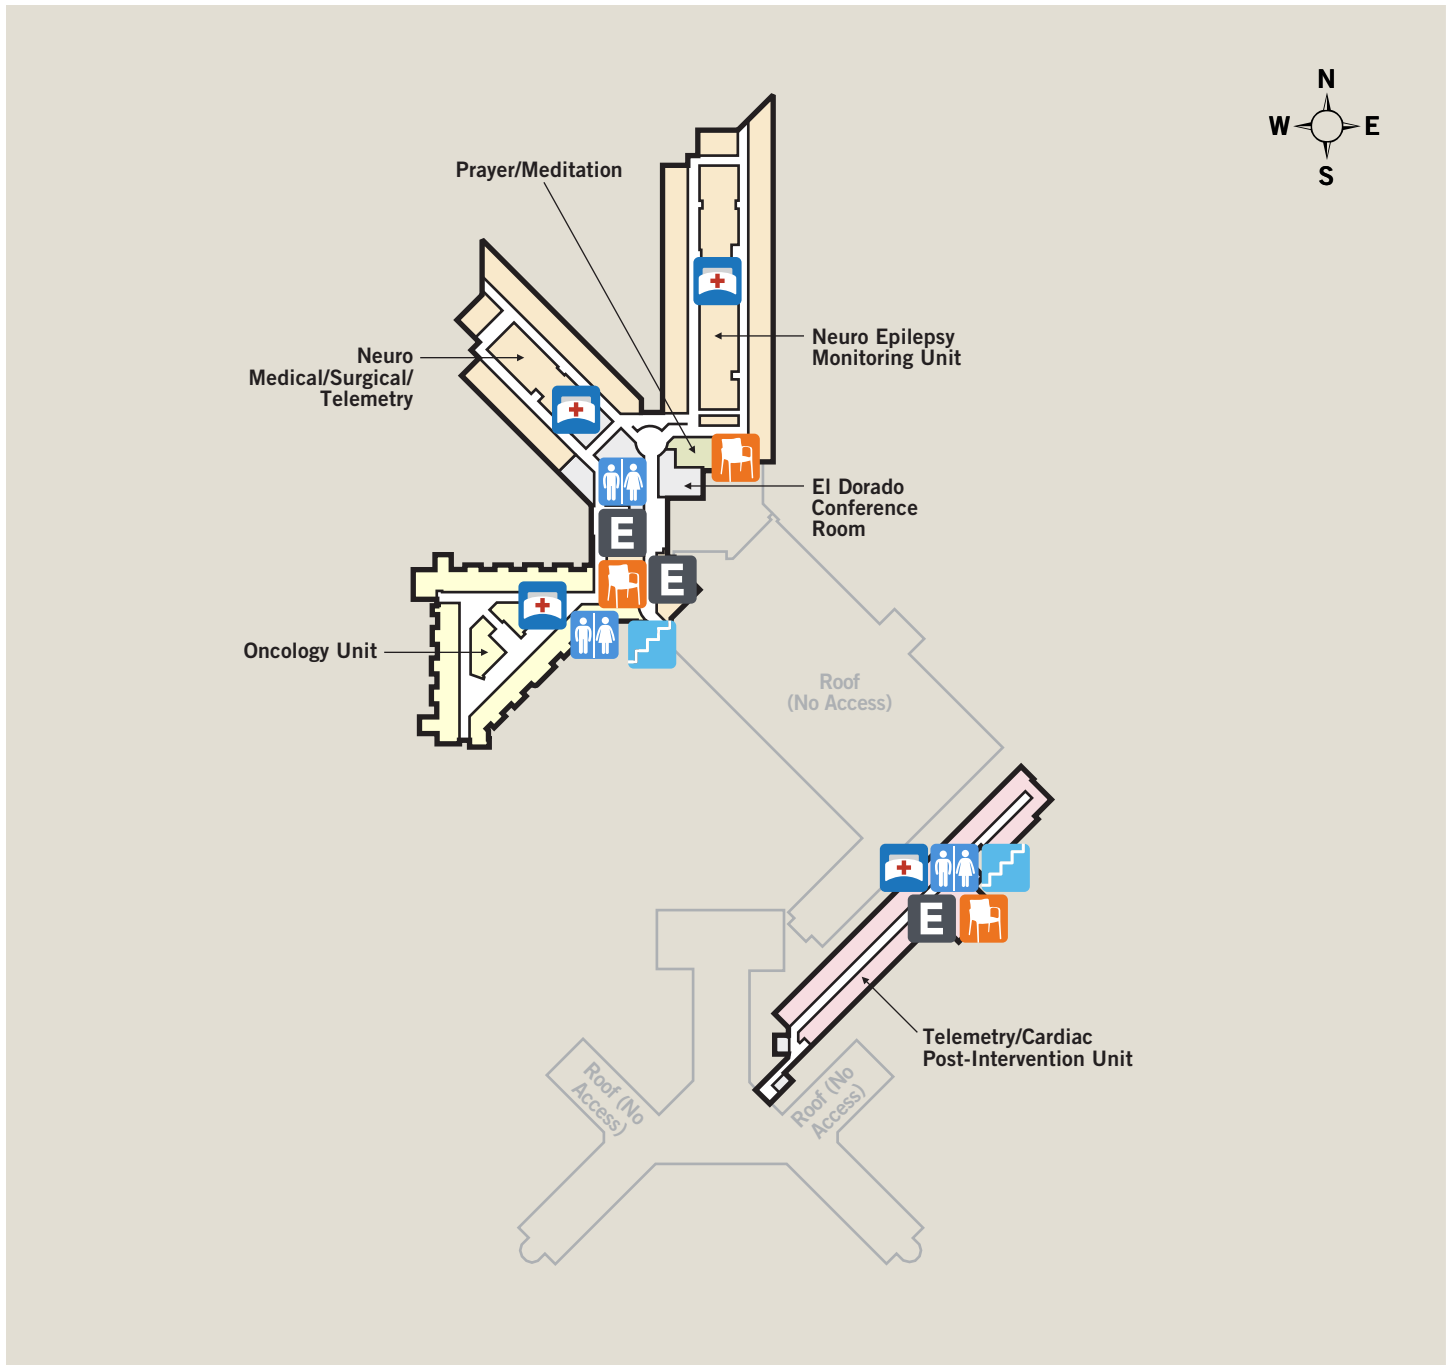 N
W E
S
Prayer/Meditation
Neuro Epilepsy
Monitoring Unit
Neuro
Medical/Surgical/
Telemetry
El Dorado
Conference
Room
E
E
Oncology Unit
Roof
(No Access)
E
Telemetry/Cardiac
Post-Intervention Unit
Roof (No
Access)
Roof (No
Access)